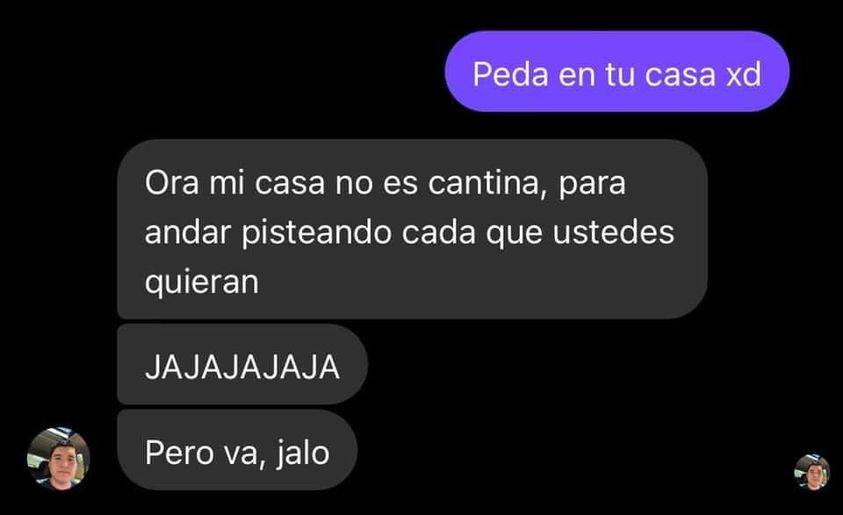 Peda en tu casa xd
Ora mi casa no es cantina, para
andar pisteando cada que ustedes
quieran
JAJAJAJAJA
Pero va, jalo